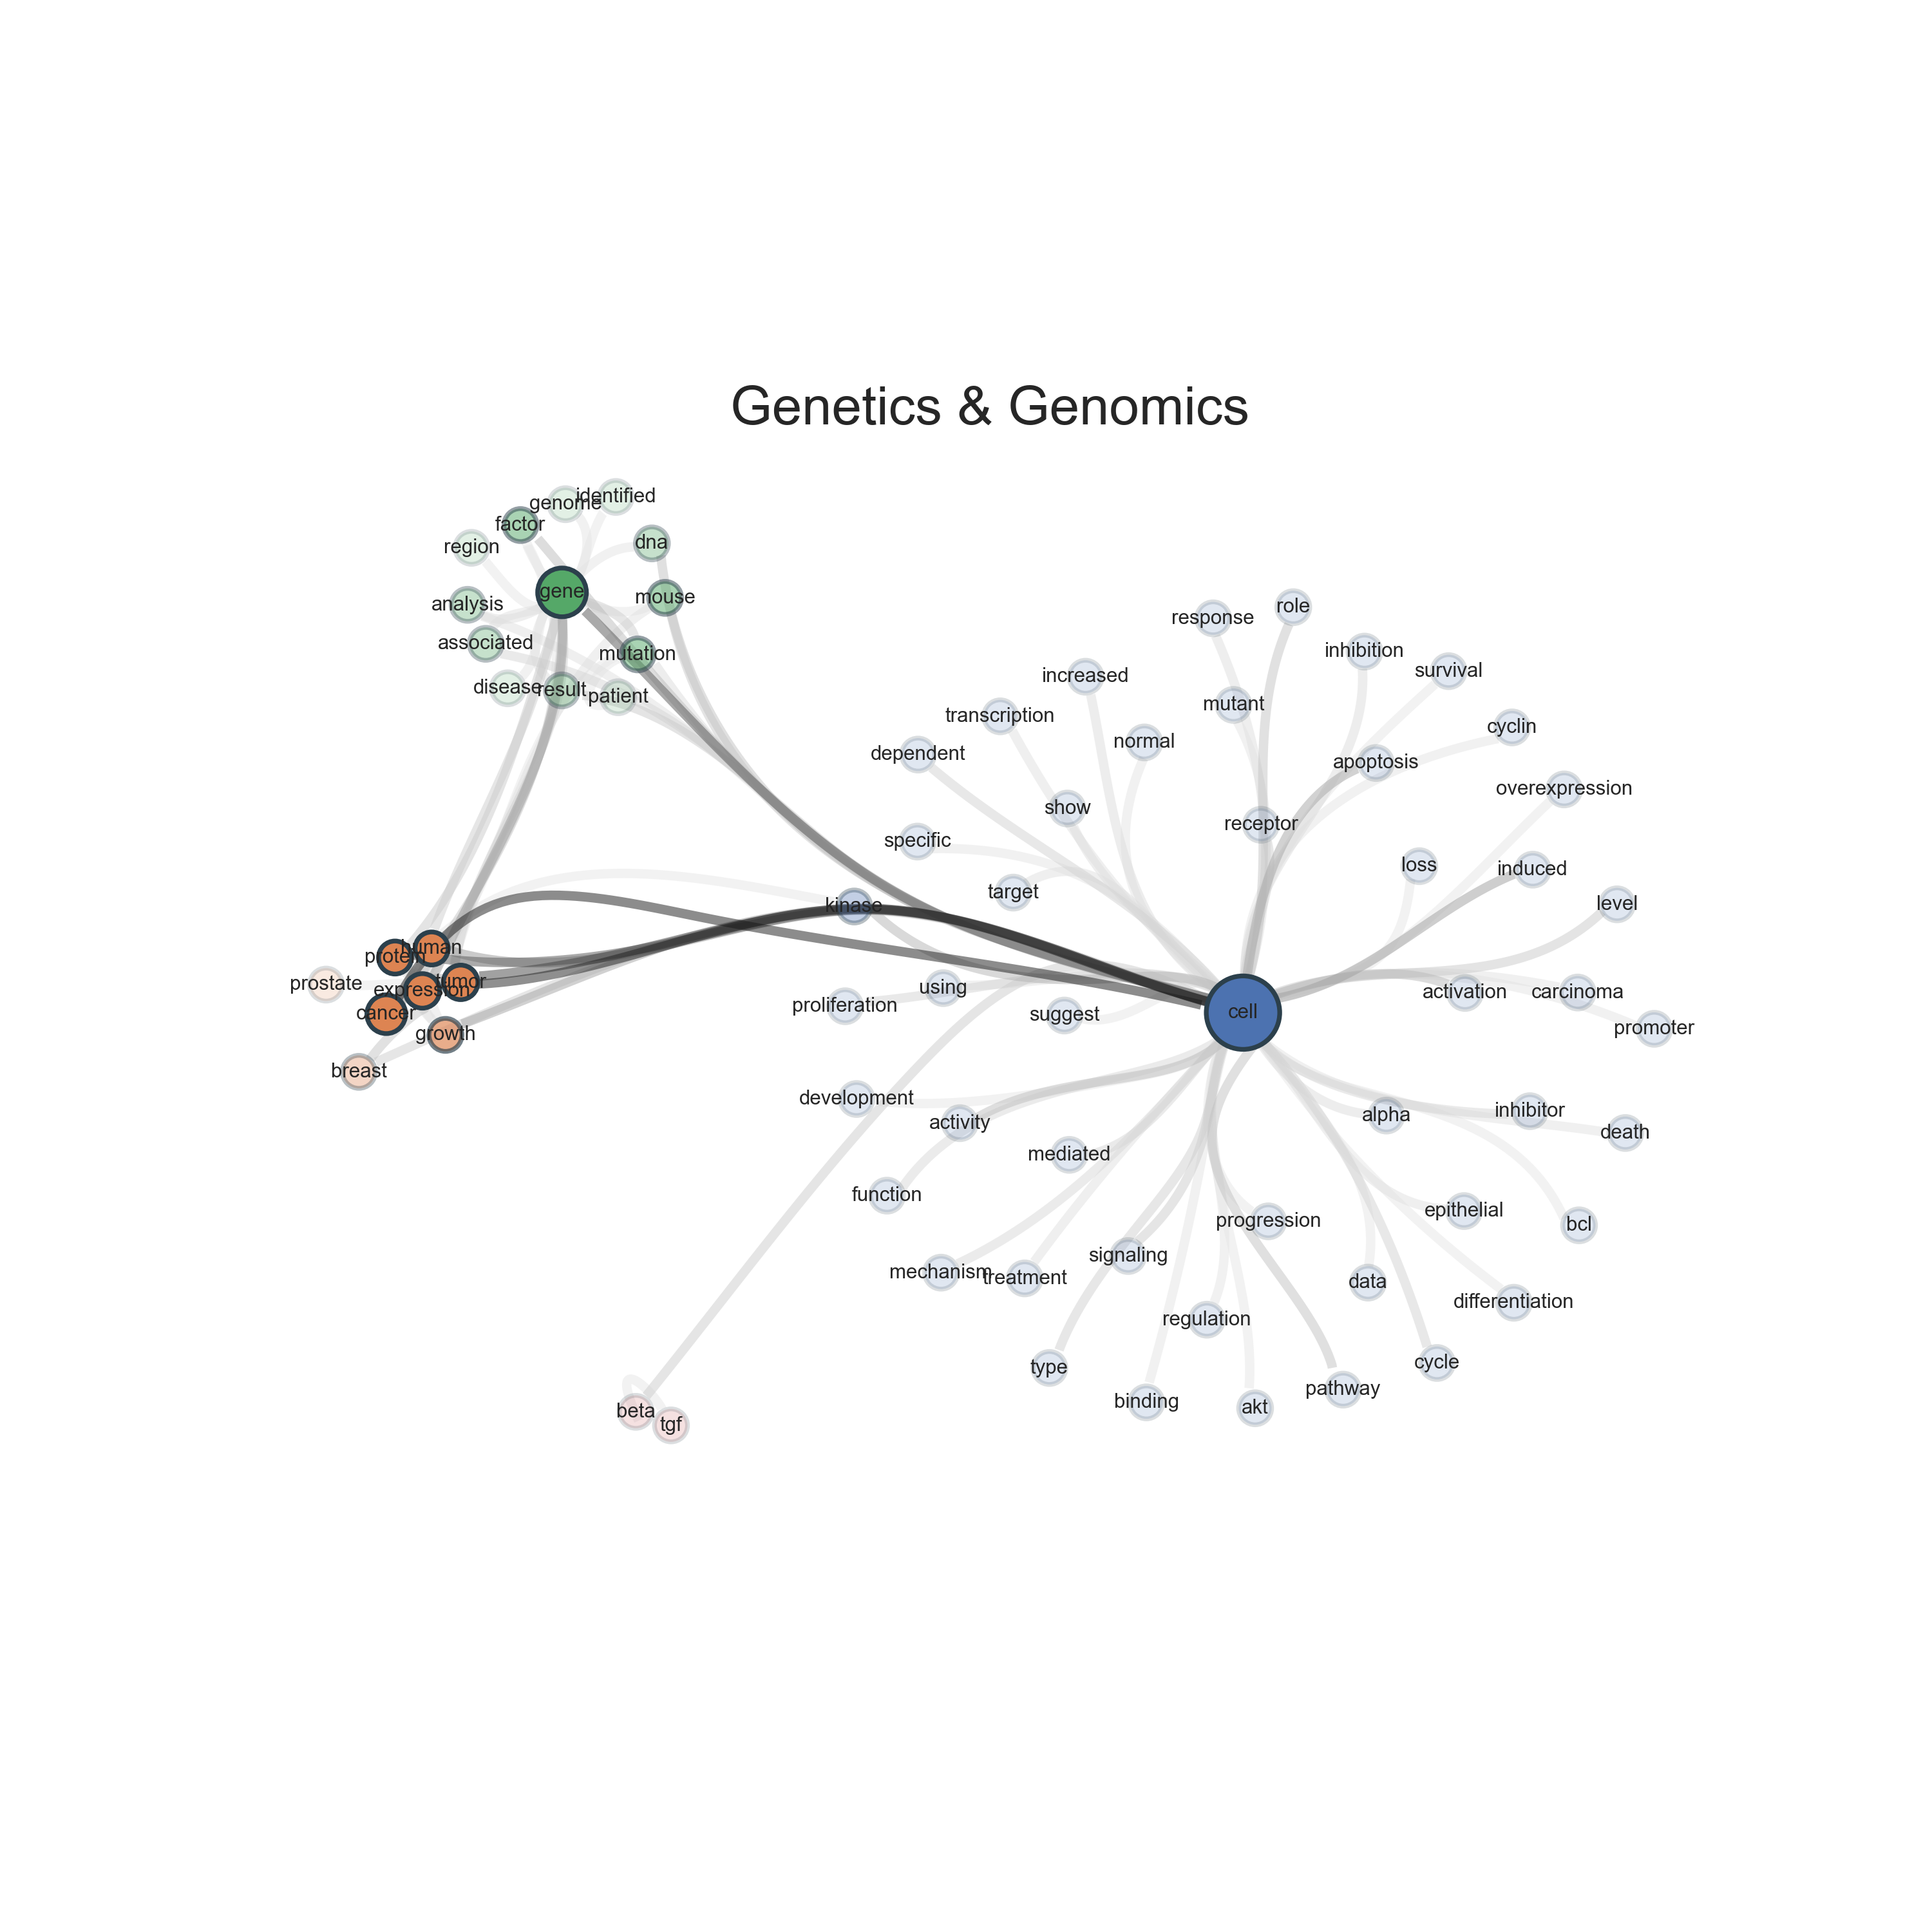 Genetics & Genomics
identified
genome
factor
dna
region
gene
mouse
analysis
associated
mutation
disease
result
patient
response
role
inhibition
survival
increased
mutant
transcription
cyclin
normal
dependent
apoptosis
overexpression
show
receptor
specific
loss
induced
target
kinase
level
human
protein
prostate
tumor
expression
using
activation
carcinoma
proliferation
cancer
suggest
cell
promoter
growth
breast
development
activity
alpha
inhibitor
death
mediated
function
epithelial
progression
bcl
signaling
mechanism
treatment
data
differentiation
regulation
type
cycle
pathway
binding
akt
beta
tgf